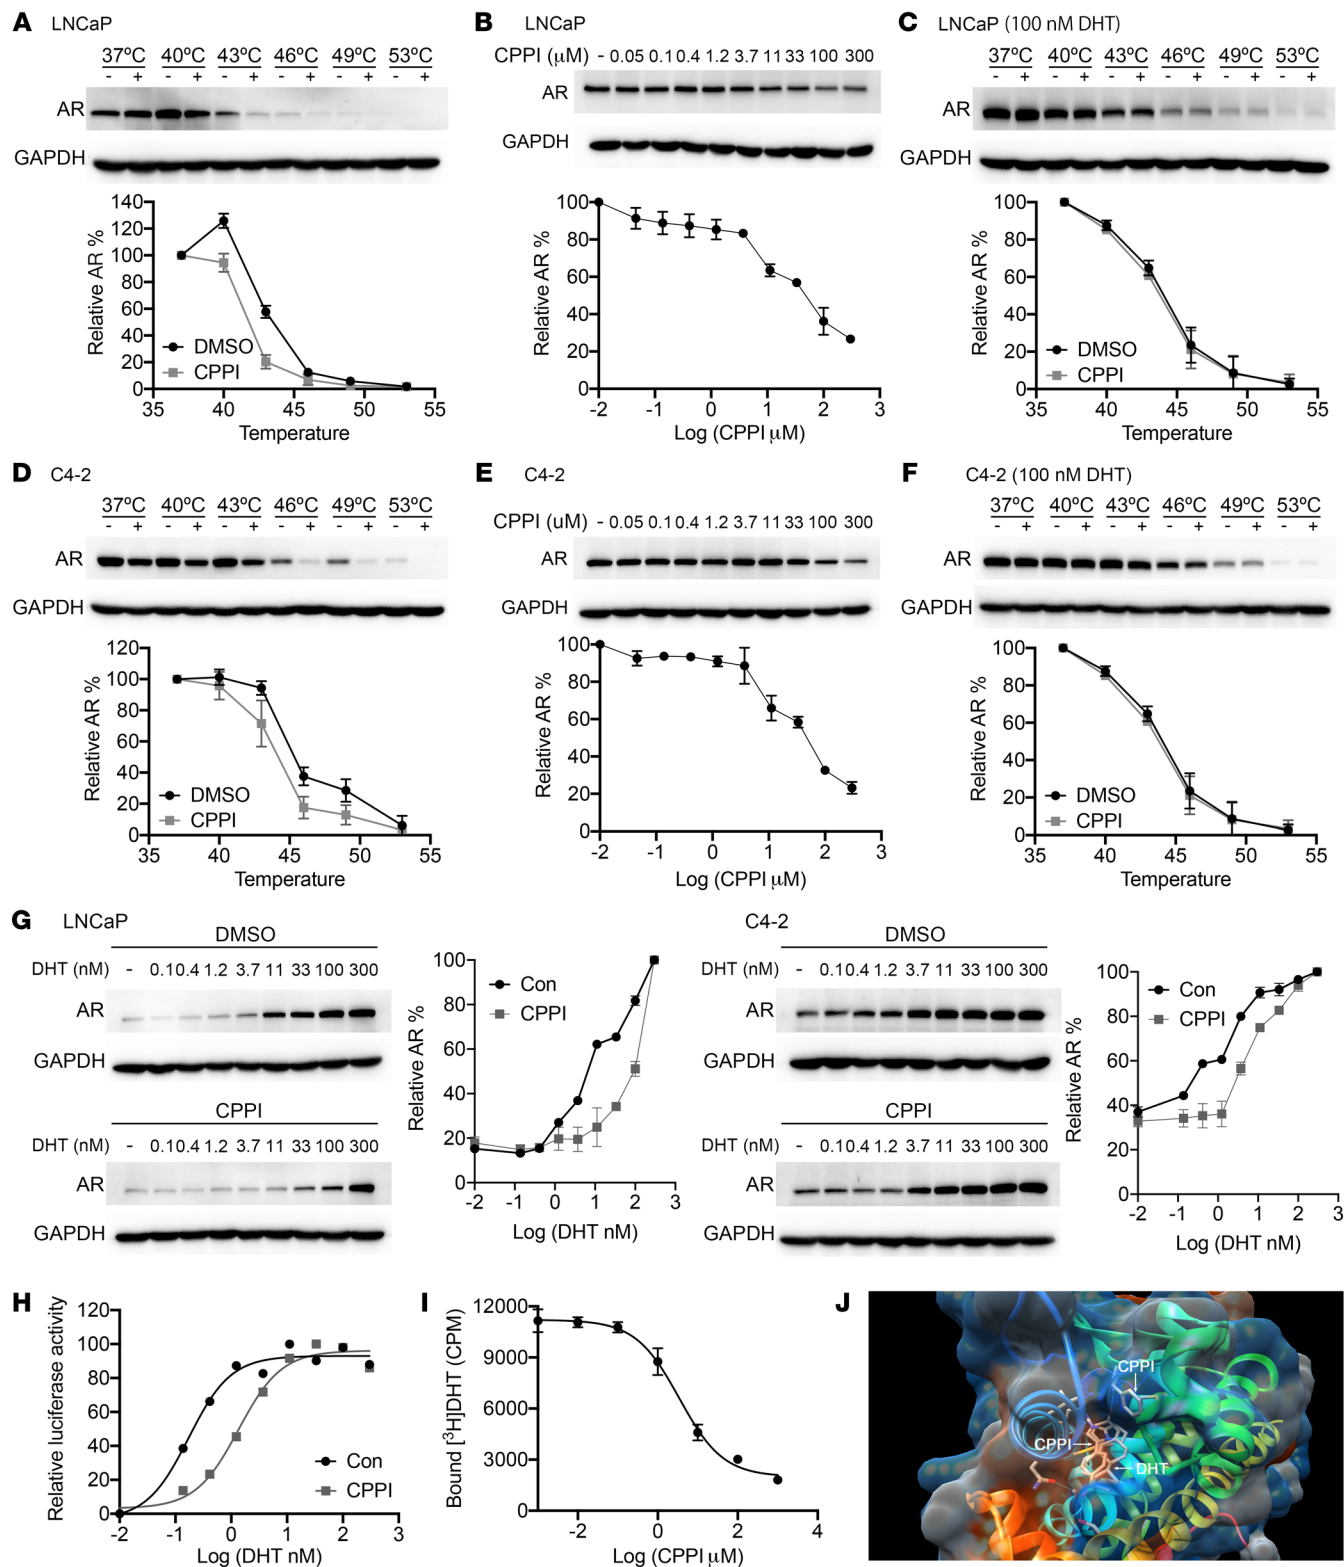 A LNCaP
37ºC 40ºC 43ºC 46ºC 49ºC 53ºC
- + - + - + - + - + - +
AR
GAPDH
140
120
100
80
60
40
20
0
Relative AR %
DMSO
CPPI
35 40 45 50 55
Temperature
B LNCaP
CPPI (μM) - 0.05 0.1 0.4 1.2 3.7 11 33 100 300
AR
GAPDH
100
80
60
40
20
0
Relative AR %
-2 -1 0 1 2 3
Log (CPPI μM)
C LNCaP (100 nM DHT)
37ºC 40ºC 43ºC 46ºC 49ºC 53ºC
- + - + - + - + - + - +
AR
GAPDH
100
80
60
40
20
0
Relative AR %
DMSO
CPPI
35 40 45 50 55
Temperature
D C4-2
37ºC 40ºC 43ºC 46ºC 49ºC 53ºC
- + - + - + - + - + - +
AR
GAPDH
120
100
80
60
40
20
0
Relative AR %
DMSO
CPPI
35 40 45 50 55
Temperature
E C4-2
CPPI (uM) - 0.05 0.1 0.4 1.2 3.7 11 33 100 300
AR
GAPDH
100
80
60
40
20
0
Relative AR %
-2 -1 0 1 2 3
Log (CPPI μM)
F C4-2 (100 nM DHT)
37ºC 40ºC 43ºC 46ºC 49ºC 53ºC
- + - + - + - + - + - +
AR
GAPDH
100
80
60
40
20
0
Relative AR %
DMSO
CPPI
35 40 45 50 55
Temperature
G LNCaP
DMSO
DHT (nM) - 0.10.4 1.2 3.7 11 33 100 300
AR
GAPDH
CPPI
DHT (nM) - 0.10.4 1.2 3.7 11 33 100 300
AR
GAPDH
100
80
60
40
20
0
Relative AR %
Con
CPPI
-2 -1 0 1 2 3
Log (DHT nM)
C4-2
DMSO
DHT (nM) - 0.10.4 1.2 3.7 11 33 100 300
AR
GAPDH
CPPI
DHT (nM) - 0.10.4 1.2 3.7 11 33 100 300
AR
GAPDH
100
80
60
40
20
0
Relative AR %
Con
CPPI
-2 -1 0 1 2 3
Log (DHT nM)
H
120
100
80
60
40
20
0
Relative luciferase activity
Con
CPPI
-2 -1 0 1 2 3
Log (DHT nM)
I
12000
9000
6000
3000
0
Bound [³H]DHT (CPM)
-2 0 2 4
Log (CPPI μM)
J
CPPI
CPPI
DHT